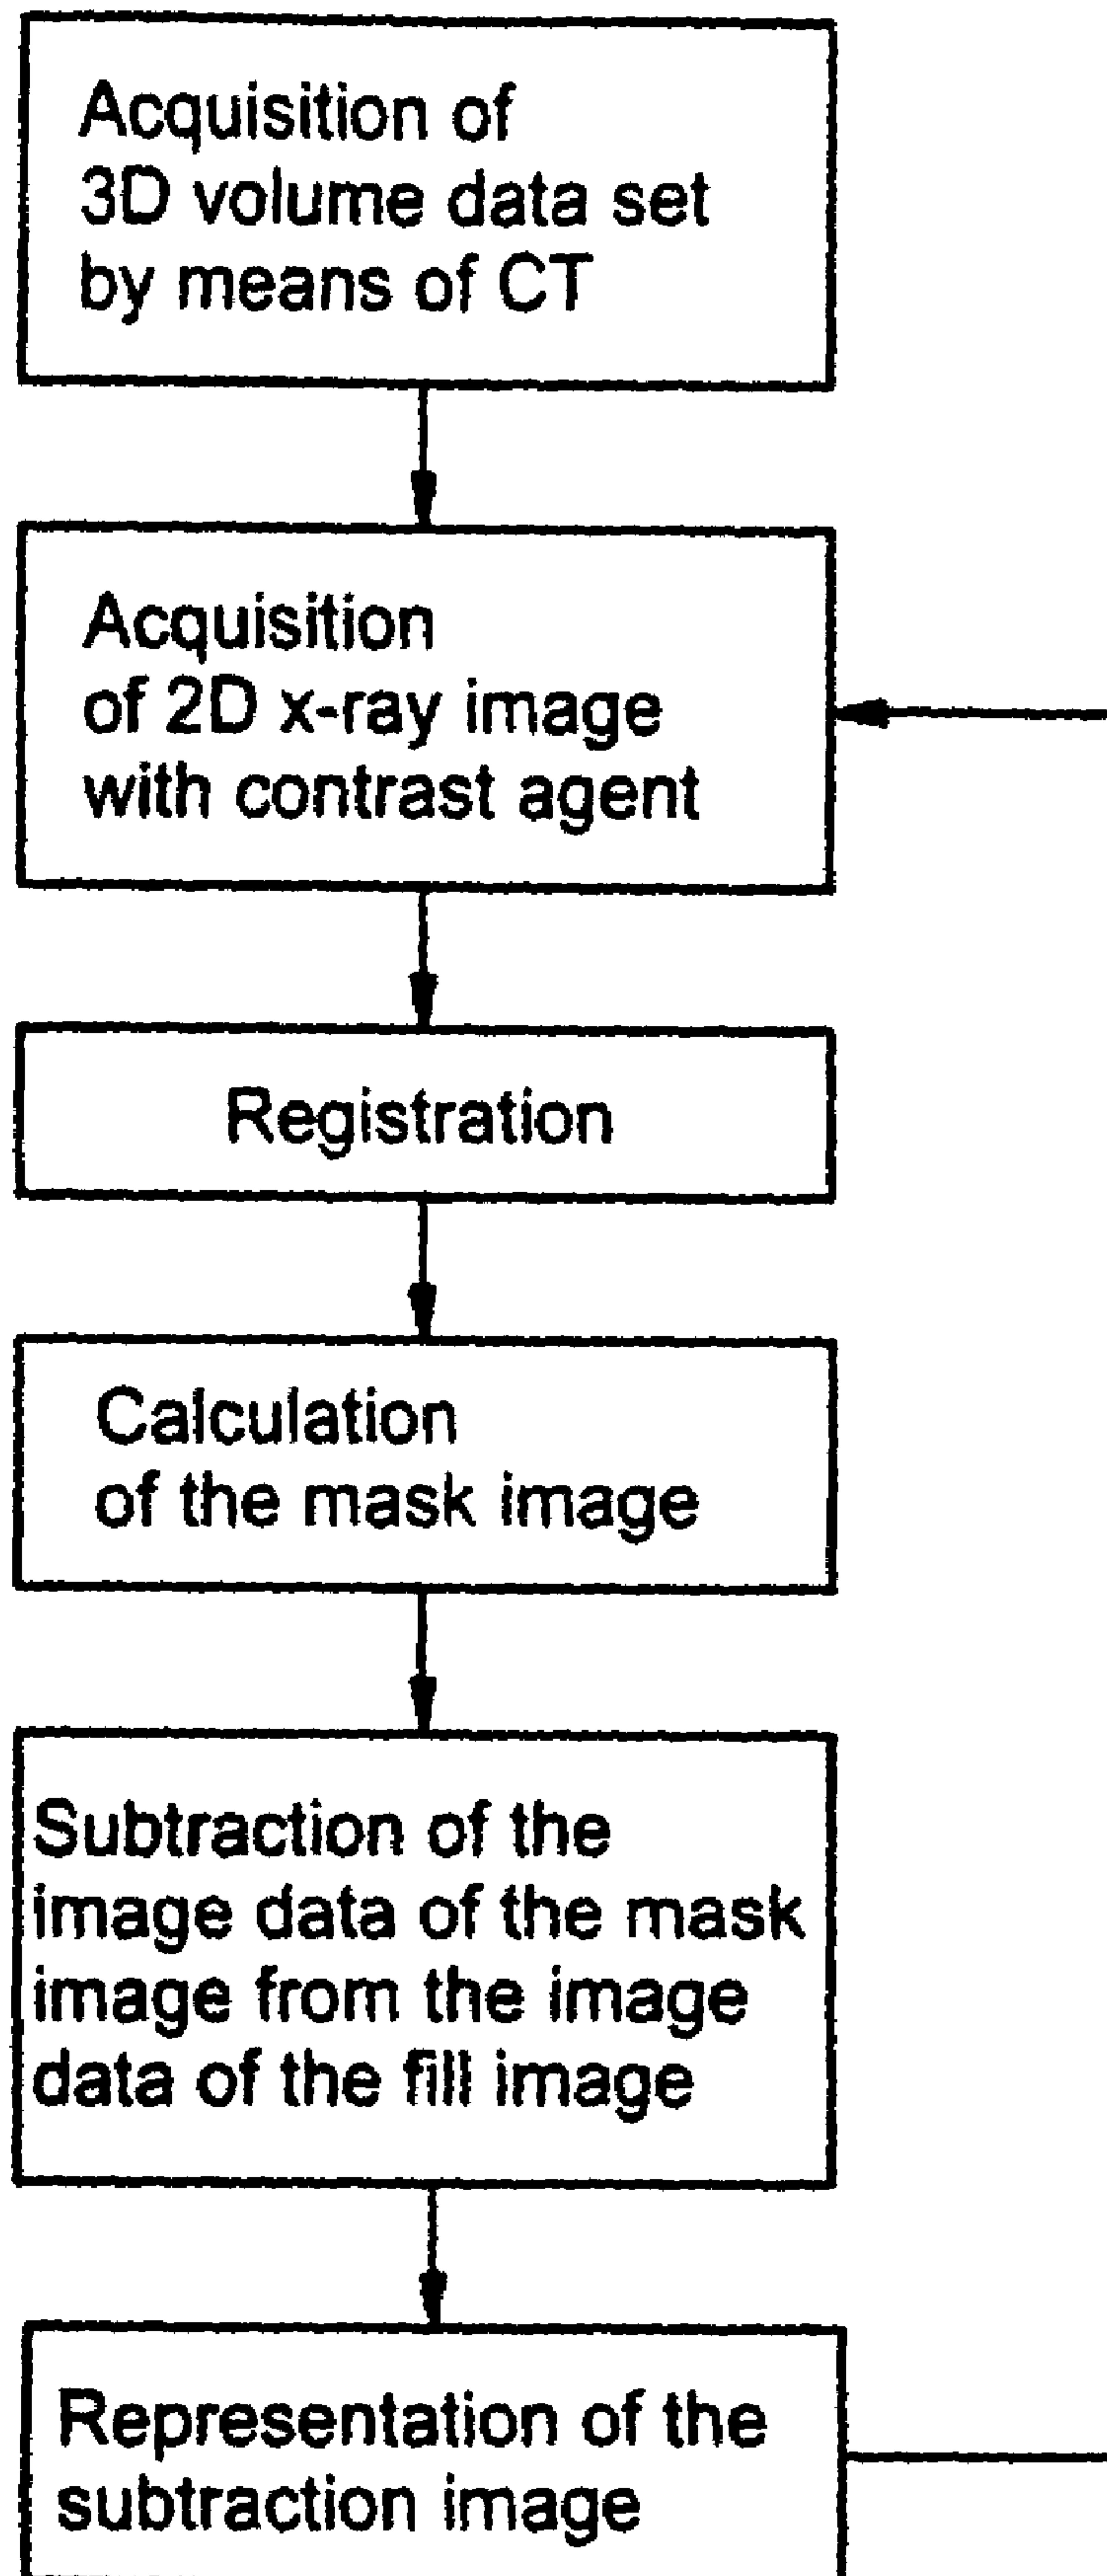 Acquisition of
3D volume data set
by means of CT
Acquisition
of 2D x-ray image
with contrast agent
Registration
Calculation
of the mask image
Subtraction of the
image data of the mask
image from the image
data of the fill image
Representation of the
subtraction image